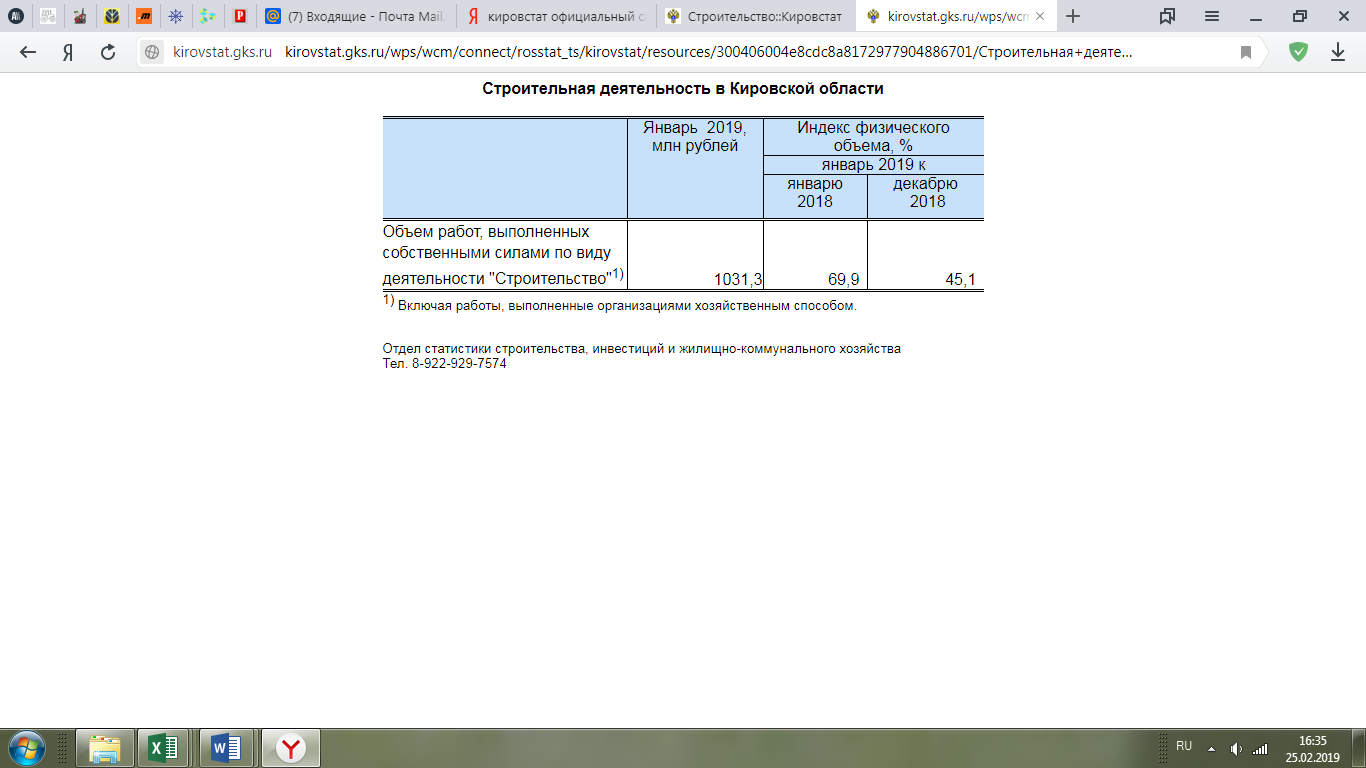 (7) Входящие - Почта Mail
кировстат официальный с
Строительство::Кировстат
kirovstat.gks.ru/wps/wcm
kirovstat.gks.ru
kirovstat.gks.ru/wps/wcm/connect/rosstat_ts/kirovstat/resources/300406004e8cdc8a8172977904886701/Строительная+деяте...
Строительная деятельность в Кировской области
Январь 2019,
млн рублей
Индекс физического
объема, %
январь 2019 к
январю
2018
декабрю
2018
Объем работ, выполненных
собственными силами по виду
деятельности "Строительство"1)
1031,3
69,9
45,1
1) Включая работы, выполненные организациями хозяйственным способом.
Отдел статистики строительства, инвестиций и жилищно-коммунального хозяйства
Тел. 8-922-929-7574
RU
16:35
25.02.2019